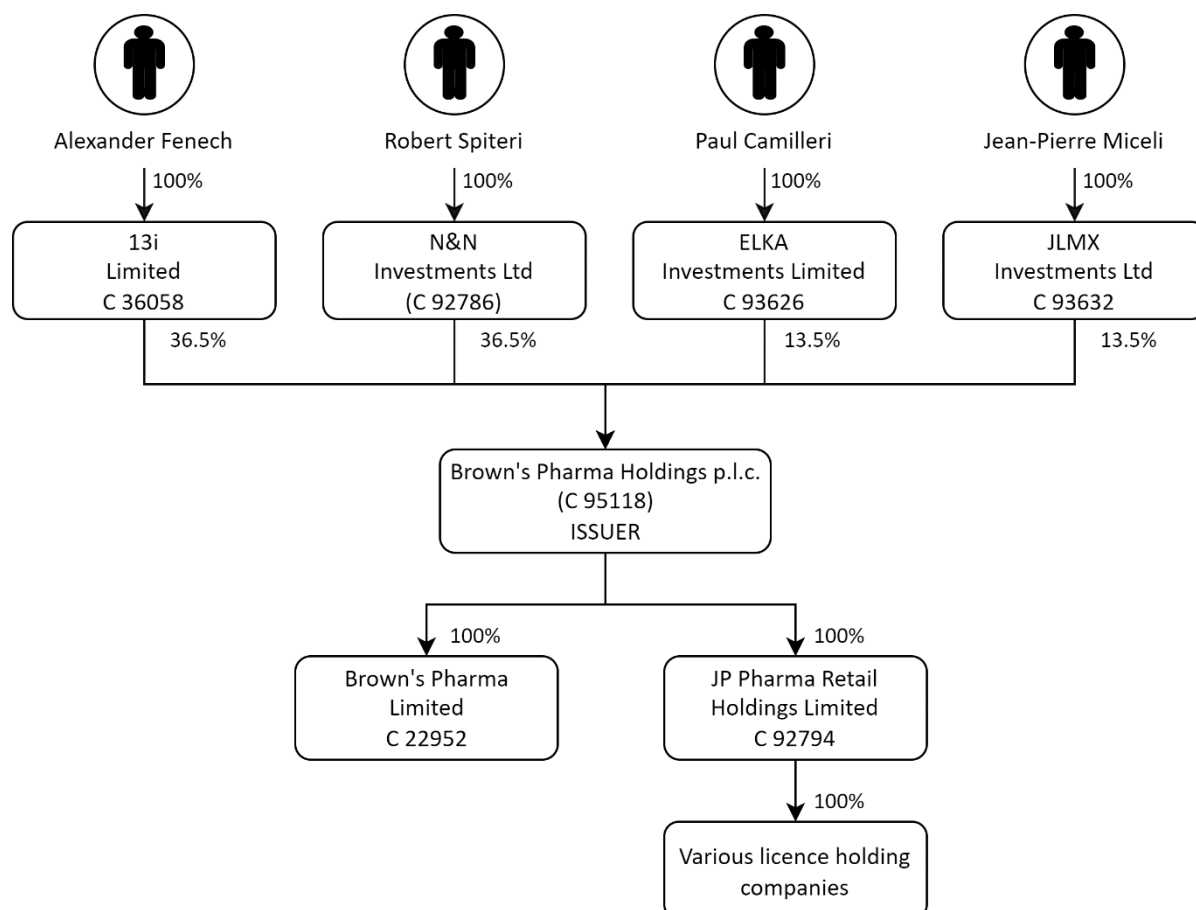 Alexander Fenech
Robert Spiteri
Paul Camilleri
Jean-Pierre Miceli
100%
100%
100%
100%
13i
Limited
C 36058
N&N
Investments Ltd
(C 92786)
ELKA
Investments Limited
C 93626
JLMX
Investments Ltd
C 93632
36.5%
36.5%
13.5%
13.5%
Brown's Pharma Holdings p.l.c.
(C 95118)
ISSUER
100%
100%
Brown's Pharma
Limited
C 22952
JP Pharma Retail
Holdings Limited
C 92794
100%
Various licence holding
companies